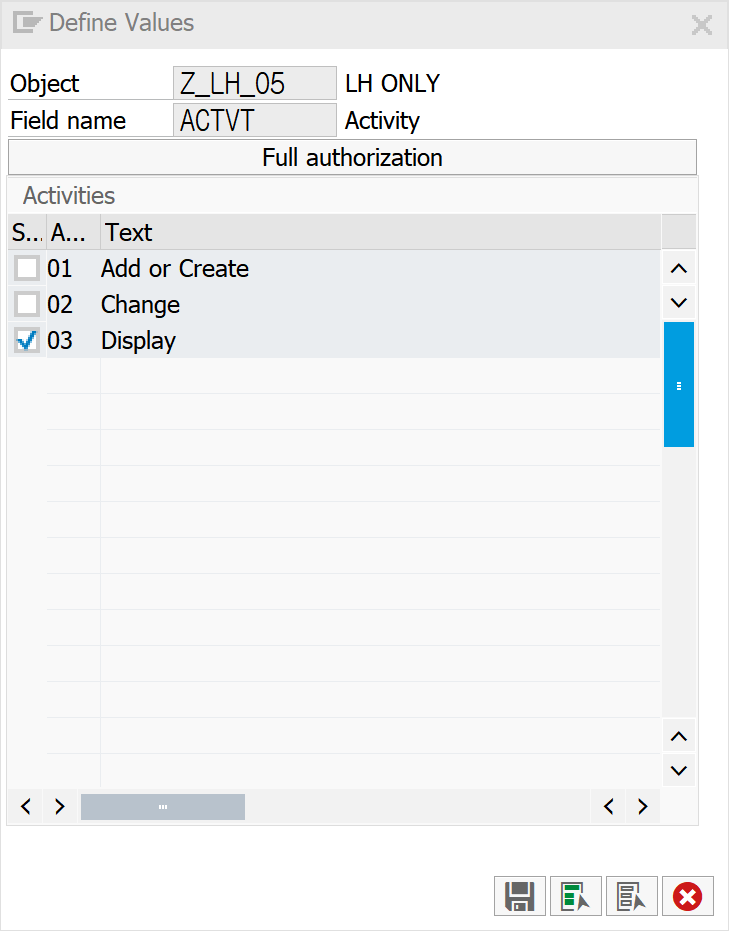 Define Values
Object Z_LH_05 LH ONLY
Field name ACTVT Activity
Full authorization
Activities
S... A... Text
01 Add or Create
02 Change
03 Display